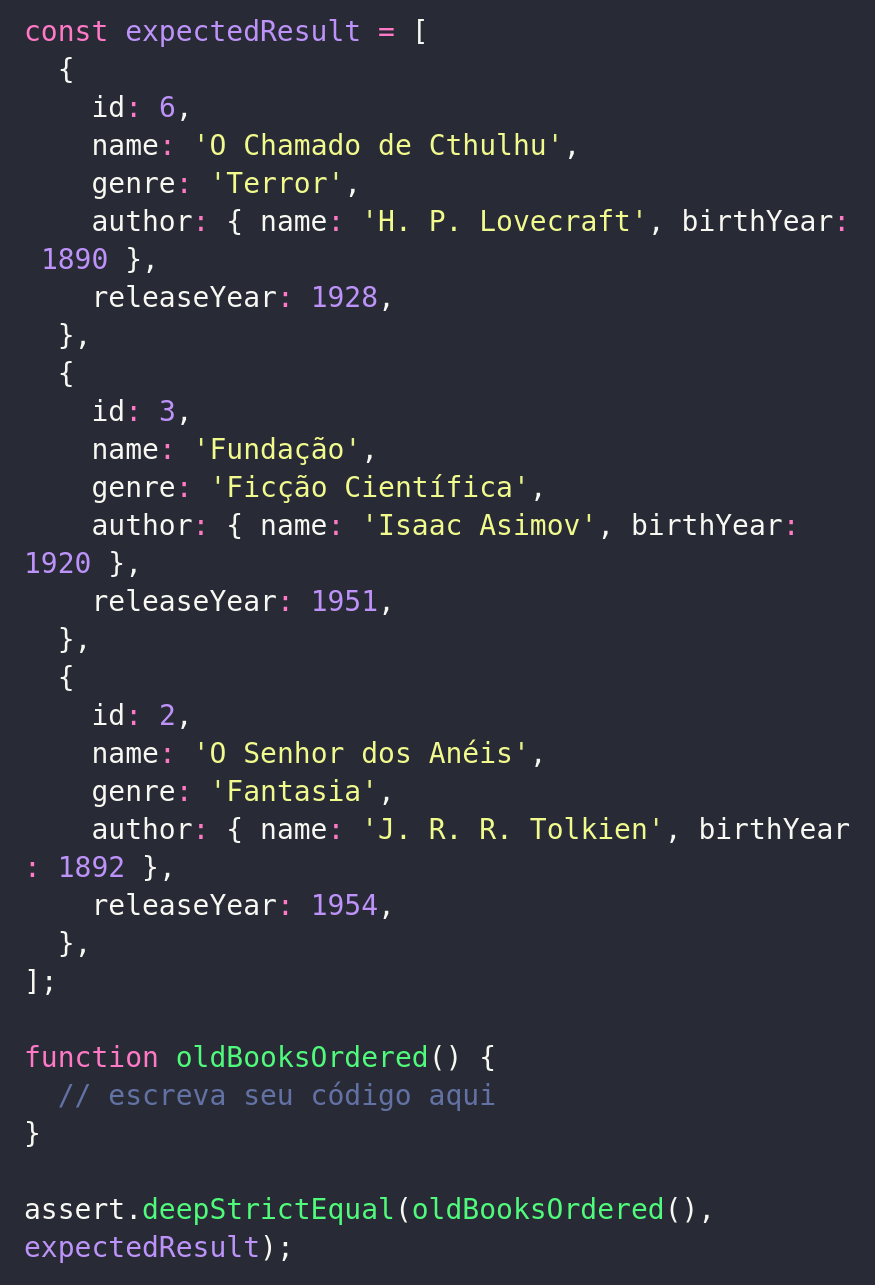 const expectedResult = [
  {
    id: 6,
    name: 'O Chamado de Cthulhu',
    genre: 'Terror',
    author: { name: 'H. P. Lovecraft', birthYear:
 1890 },
    releaseYear: 1928,
  },
  {
    id: 3,
    name: 'Fundação',
    genre: 'Ficção Científica',
    author: { name: 'Isaac Asimov', birthYear:
1920 },
    releaseYear: 1951,
  },
  {
    id: 2,
    name: 'O Senhor dos Anéis',
    genre: 'Fantasia',
    author: { name: 'J. R. R. Tolkien', birthYear
: 1892 },
    releaseYear: 1954,
  },
];

function oldBooksOrdered() {
  // escreva seu código aqui
}

assert.deepStrictEqual(oldBooksOrdered(),
expectedResult);